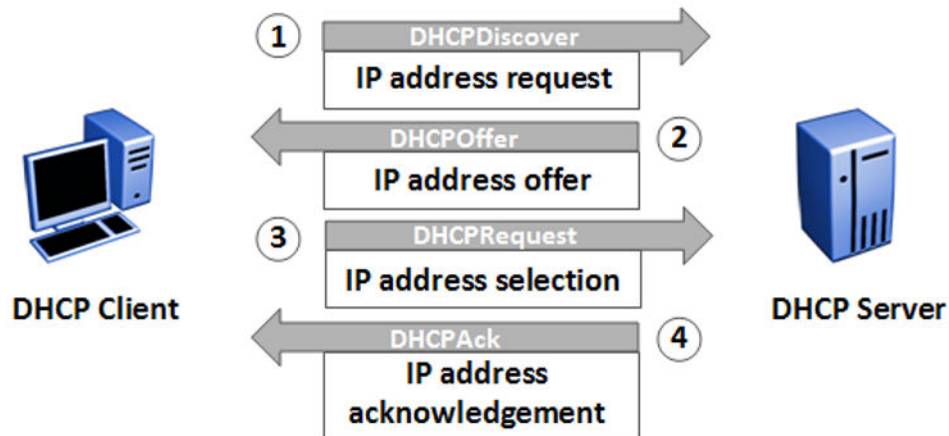 1
DHCPDiscover
IP address request
DHCPOffer
2
IP address offer
3
DHCPRequest
IP address selection
DHCP Client
DHCP Server
DHCPAck
4
IP address
acknowledgement